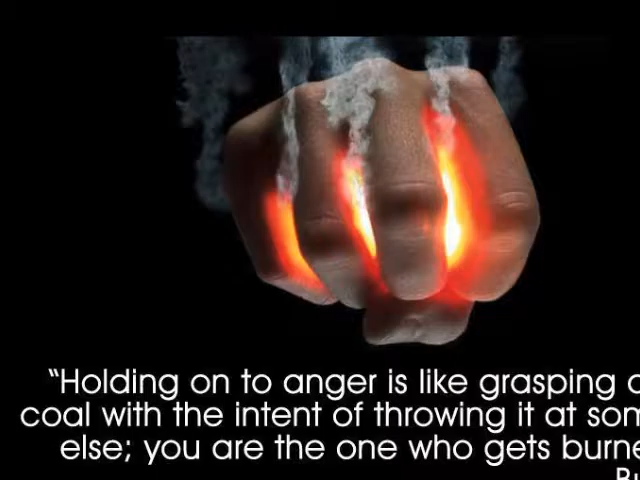 “Holding on to anger is like grasping
coal with the intent of throwing it at
else; you are the one who gets